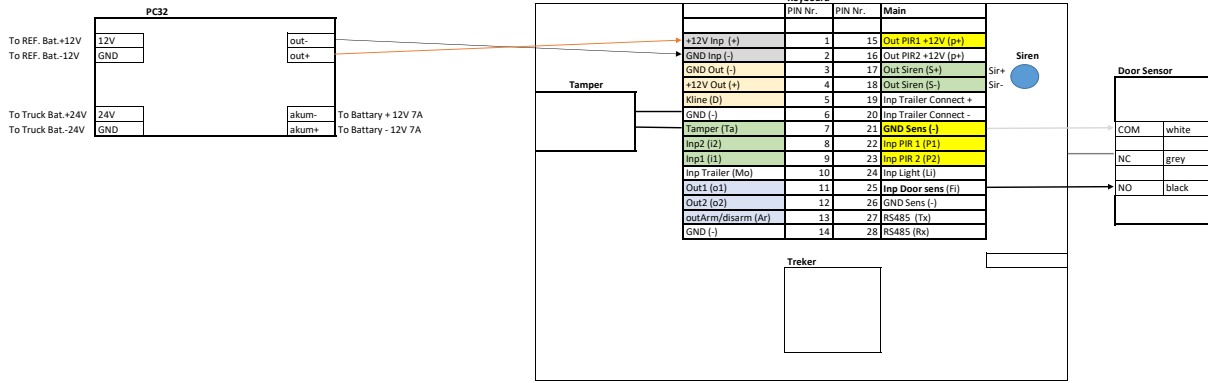 PC32
To REF. Bat.+12V 12V out-
To REF. Bat.-12V GND out+
To Truck Bat.+24V 24V akum- To Battary + 12V 7A
To Truck Bat.-24V GND akum+ To Battary - 12V 7A
Tamper
PIN Nr. PIN Nr. Main
+12V Inp (+) 1 15 Out PIR1 +12V (p+)
GND Inp (-) 2 16 Out PIR2 +12V (p+)
GND Out (-) 3 17 Out Siren (S+)
+12V Out (+) 4 18 Out Siren (S-)
Kline (D) 5 19 Inp Trailer Connect +
GND (-) 6 20 Inp Trailer Connect -
Tamper (Ta) 7 21 GND Sens (-)
Inp2 (i2) 8 22 Inp PIR 1 (P1)
Inp1 (i1) 9 23 Inp PIR 2 (P2)
Inp Trailer (Mo) 10 24 Inp Light (Li)
Out1 (o1) 11 25 Inp Door sens (Fi)
Out2 (o2) 12 26 GND Sens (-)
outArm/disarm (Ar) 13 27 RS485 (Tx)
GND (-) 14 28 RS485 (Rx)
Siren
Sir+
Sir-
Door Sensor
COM white
NC grey
NO black
Treker